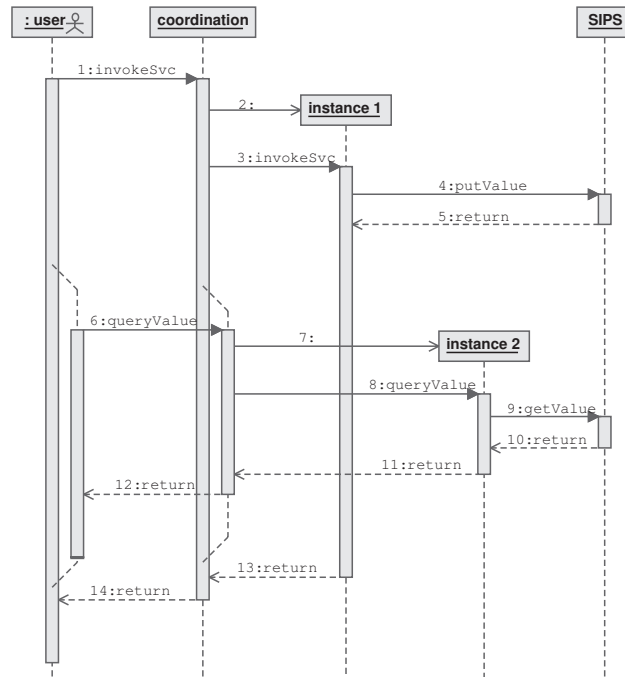 : user
coordination
SIPS
1:invokeSvc
2:
instance 1
3:invokeSvc
4:putValue
5:return
6:queryValue
7:
instance 2
8:queryValue
9:getValue
10:return
11:return
12:return
13:return
14:return